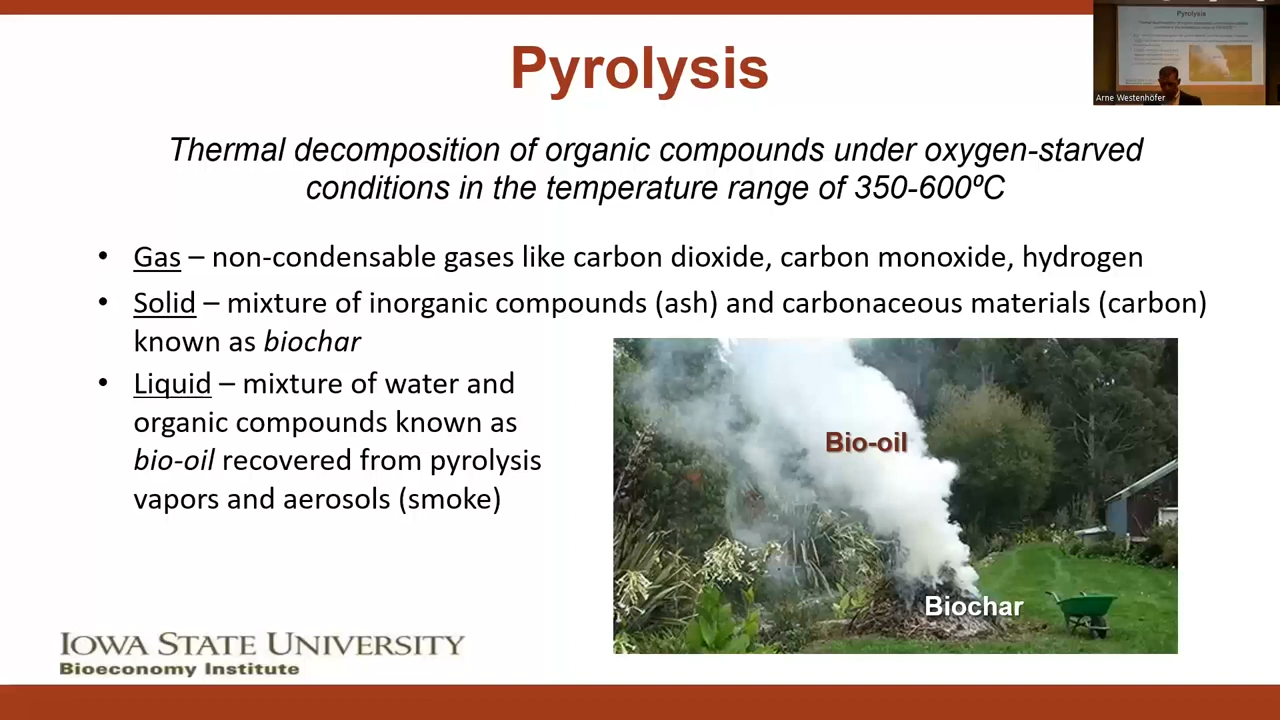 Pyrolysis
Thermal decomposition of organic compounds under oxygen-starved
conditions in the temperature range of 350-600ºC
• Gas – non-condensable gases like carbon dioxide, carbon monoxide, hydrogen
• Solid – mixture of inorganic compounds (ash) and carbonaceous materials (carbon)
known as biochar
• Liquid – mixture of water and
organic compounds known as
bio-oil recovered from pyrolysis
vapors and aerosols (smoke)
Bio-oil
Biochar
IOWA STATE UNIVERSITY
Bioeconomy Institute
Pyrolysis
Arne Westenhöfer